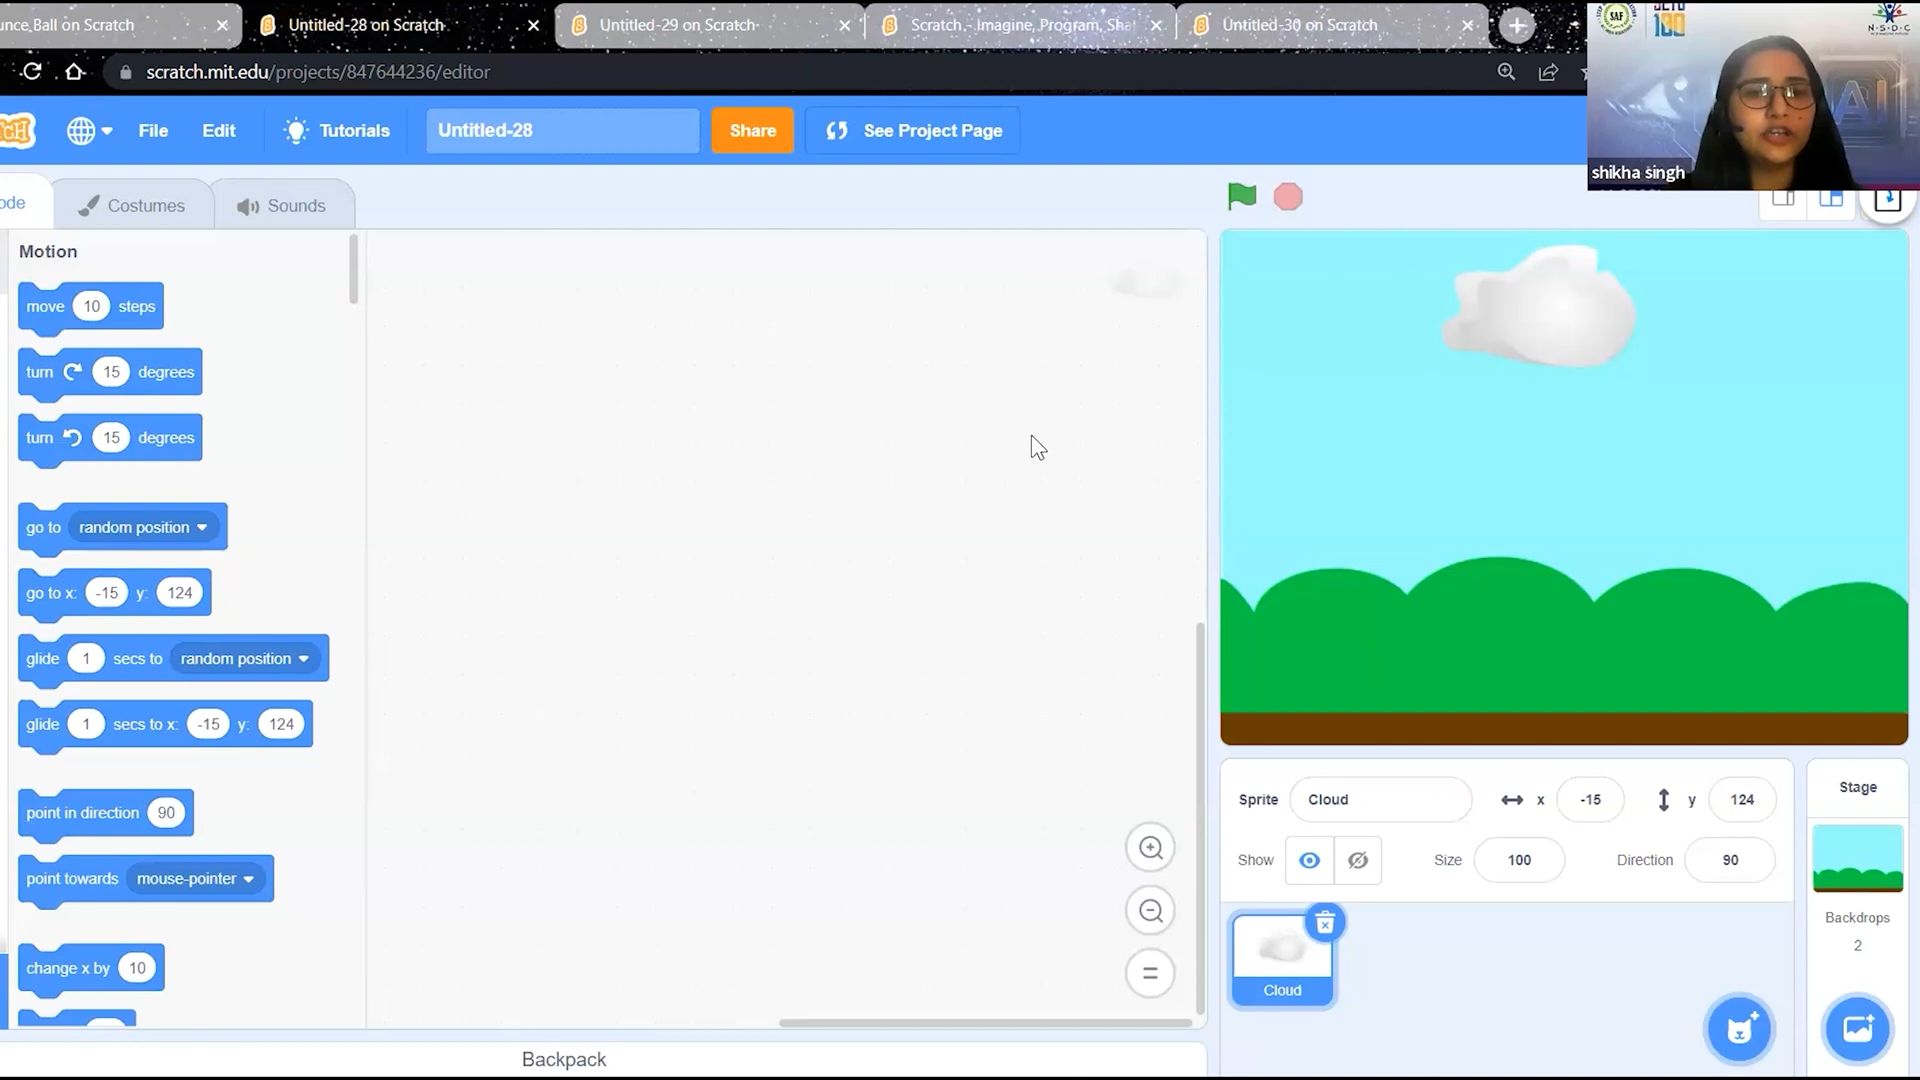 unce Ball on Scratch
Untitled-28 on Scratch
Untitled-29 on Scratch
Scratch - Imagine, Program, Sha
Untitled-30 on Scratch
SAF
100
N·S·D·C
scratch.mit.edu/projects/847644236/editor
AI
File
Edit
Tutorials
Untitled-28
Share
See Project Page
shikha singh
ode
Costumes
Sounds
Motion
move 10 steps
turn 15 degrees
turn 15 degrees
go to random position
go to x: -15 y: 124
glide 1 secs to random position
glide 1 secs to x: -15 y: 124
point in direction 90
point towards mouse-pointer
change x by 10
Sprite Cloud x -15 y 124
Show Size 100 Direction 90
Cloud
Stage
Backdrops
2
Backpack